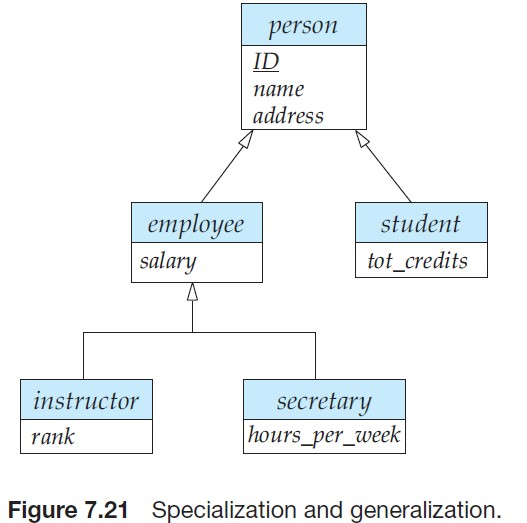 person
ID
name
address
employee
salary
student
tot_credits
instructor
rank
secretary
hours_per_week
Figure 7.21 Specialization and generalization.